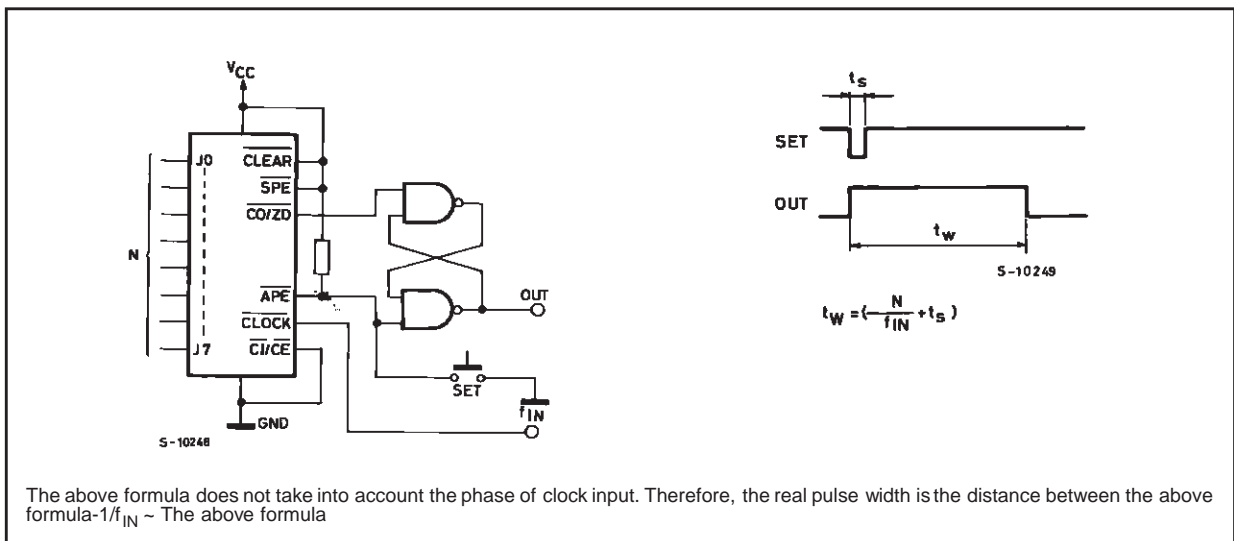 VCC
J0
CLEAR
SPE
CO/ZD
N
APE
CLOCK
J7
CI/CE
OUT
SET
fIN
GND
S-10248
ts
SET
OUT
tw
S-10249
tW = (N/fIN + ts)
The above formula does not take into account the phase of clock input. Therefore, the real pulse width is the distance between the above
formula-1/fIN ~ The above formula